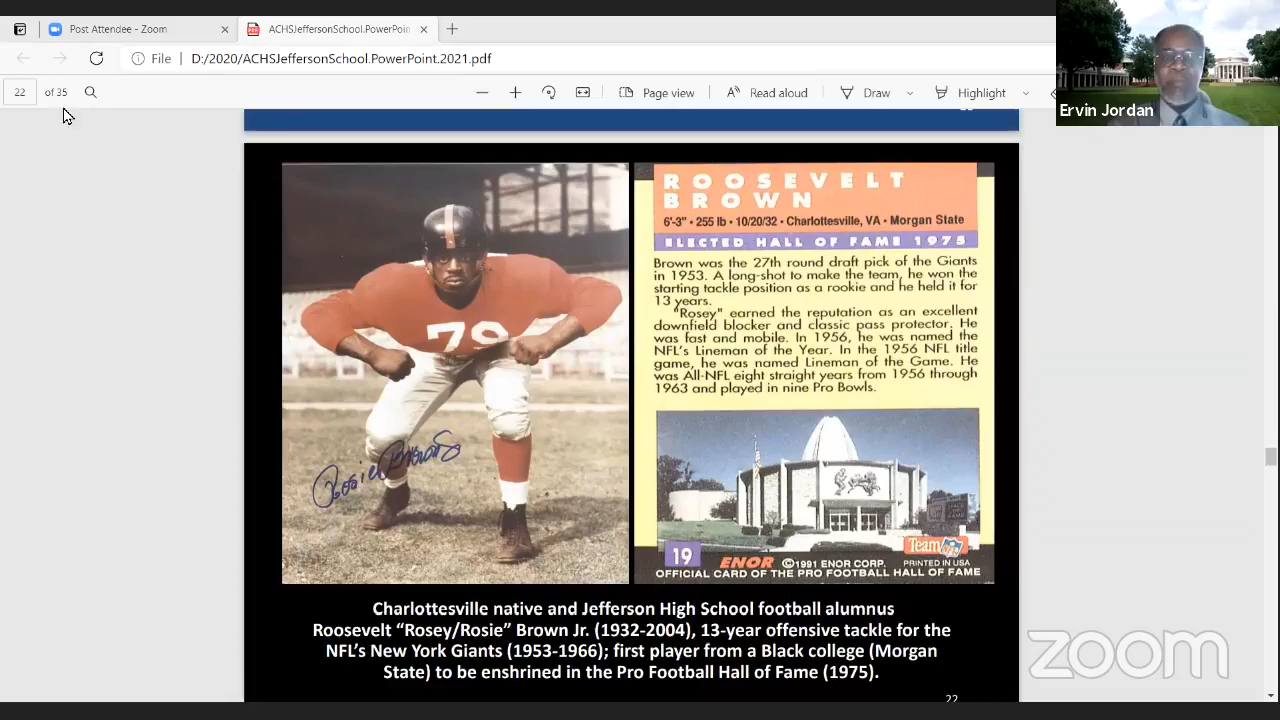 Post Attendee - Zoom
ACHSJeffersonSchool.PowerPoin
File D:/2020/ACHSJeffersonSchool.PowerPoint.2021.pdf
22 of 35
Page view
Read aloud
Draw
Highlight
Ervin Jordan
79
Rosie Brown
ROOSEVELT
BROWN
6'-3" • 255 lb • 10/20/32 • Charlottesville, VA • Morgan State
ELECTED HALL OF FAME 1975
Brown was the 27th round draft pick of the Giants
in 1953. A long-shot to make the team, he won the
starting tackle position as a rookie and he held it for
13 years.
"Rosey" earned the reputation as an excellent
downfield blocker and classic pass protector. He
was fast and mobile. In 1956, he was named the
NFL's Lineman of the Year. In the 1956 NFL title
game, he was named Lineman of the Game. He
was All-NFL eight straight years from 1956 through
1963 and played in nine Pro Bowls.
19
ENOR ©1991 ENOR CORP.
Team NFL
PRINTED IN USA
OFFICIAL CARD OF THE PRO FOOTBALL HALL OF FAME
Charlottesville native and Jefferson High School football alumnus
Roosevelt “Rosey/Rosie” Brown Jr. (1932-2004), 13-year offensive tackle for the
NFL’s New York Giants (1953-1966); first player from a Black college (Morgan
State) to be enshrined in the Pro Football Hall of Fame (1975).
22
zoom